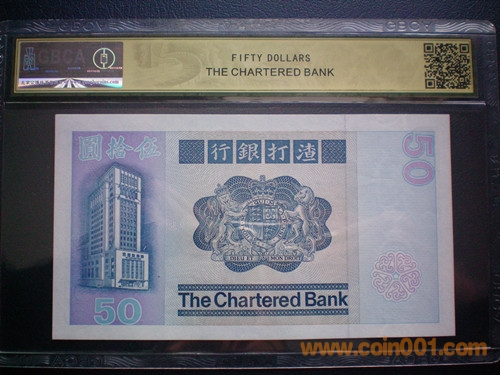 GBCA
FIFTY DOLLARS
THE CHARTERED BANK
圓拾伍
行銀打渣
50
DIEU ET MON DROIT
50
The Chartered Bank
www.coin001.com